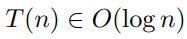 T(n) ∈ O(log n)